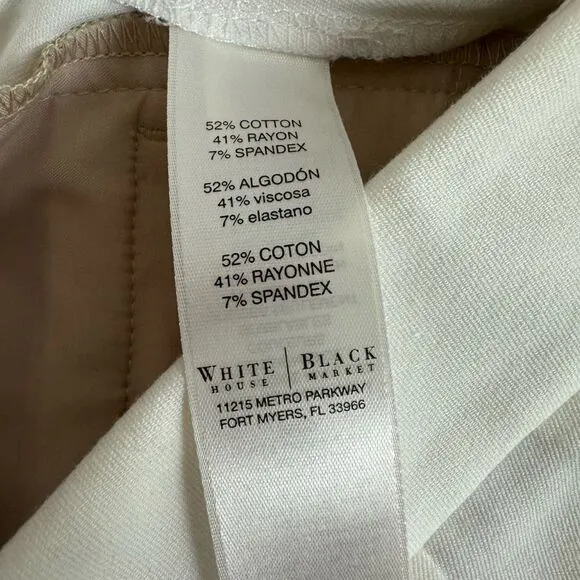 52% COTTON
41% RAYON
7% SPANDEX
52% ALGODÓN
41% viscosa
7% elastano
52% COTON
41% RAYONNE
7% SPANDEX
WHITE | BLACK
HOUSE MARKET
11215 METRO PARKWAY
FORT MYERS, FL 33966